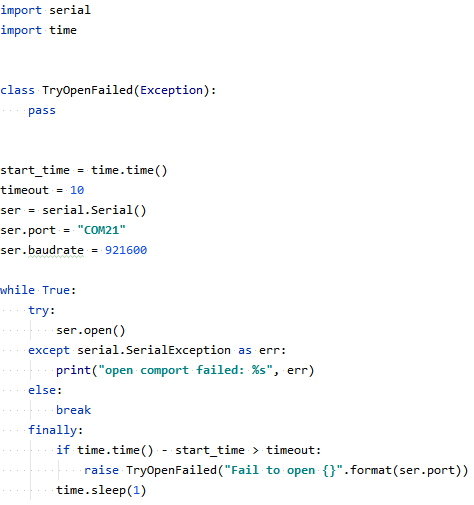 import serial
import time
class TryOpenFailed(Exception):
    pass
start_time = time.time()
timeout = 10
ser = serial.Serial()
ser.port = "COM21"
ser.baudrate = 921600
while True:
    try:
        ser.open()
    except serial.SerialException as err:
        print("open comport failed: %s", err)
    else:
        break
    finally:
        if time.time() - start_time > timeout:
            raise TryOpenFailed("Fail to open {}".format(ser.port))
        time.sleep(1)